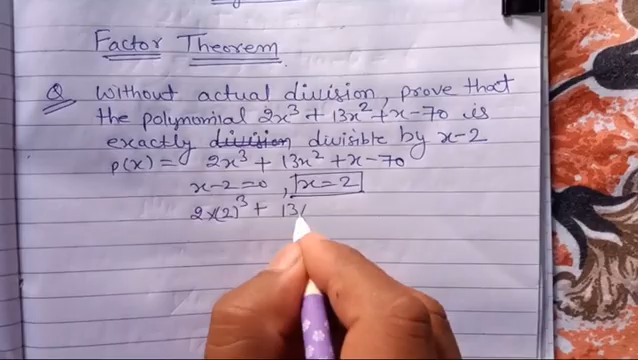 Factor Theorem
Q Without actual division, prove that
the polynomial 2x³ + 13x² + x - 70 is
exactly division divisible by x - 2
p(x) = 2x³ + 13x² + x - 70
x - 2 = 0, x = 2
2×(2)³ + 13